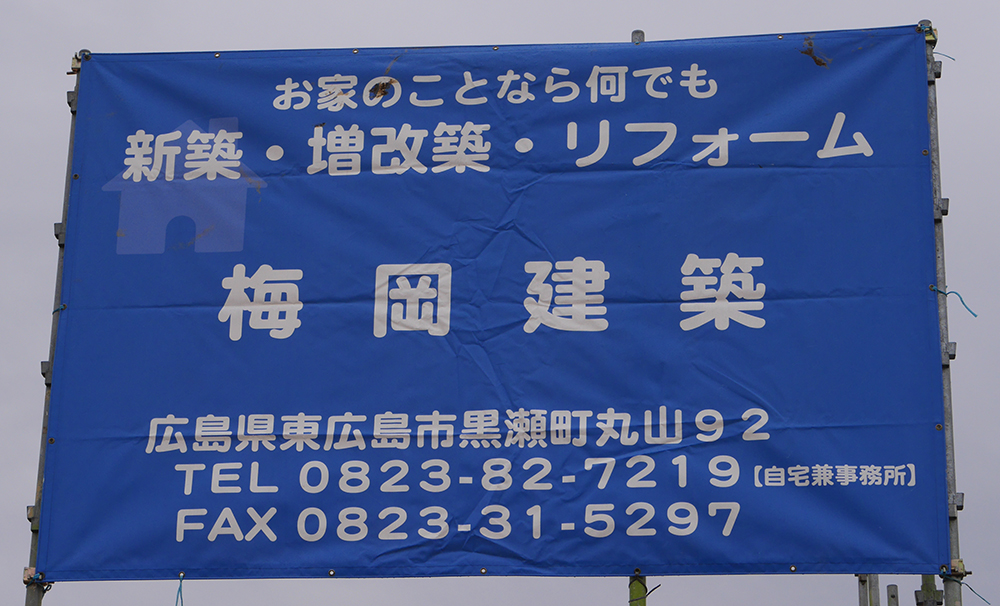 お家のことなら何でも
新築・増改築・リフォーム
梅岡建築
広島県東広島市黒瀬町丸山９２
TEL 0823-82-7219【自宅兼事務所】
FAX 0823-31-5297